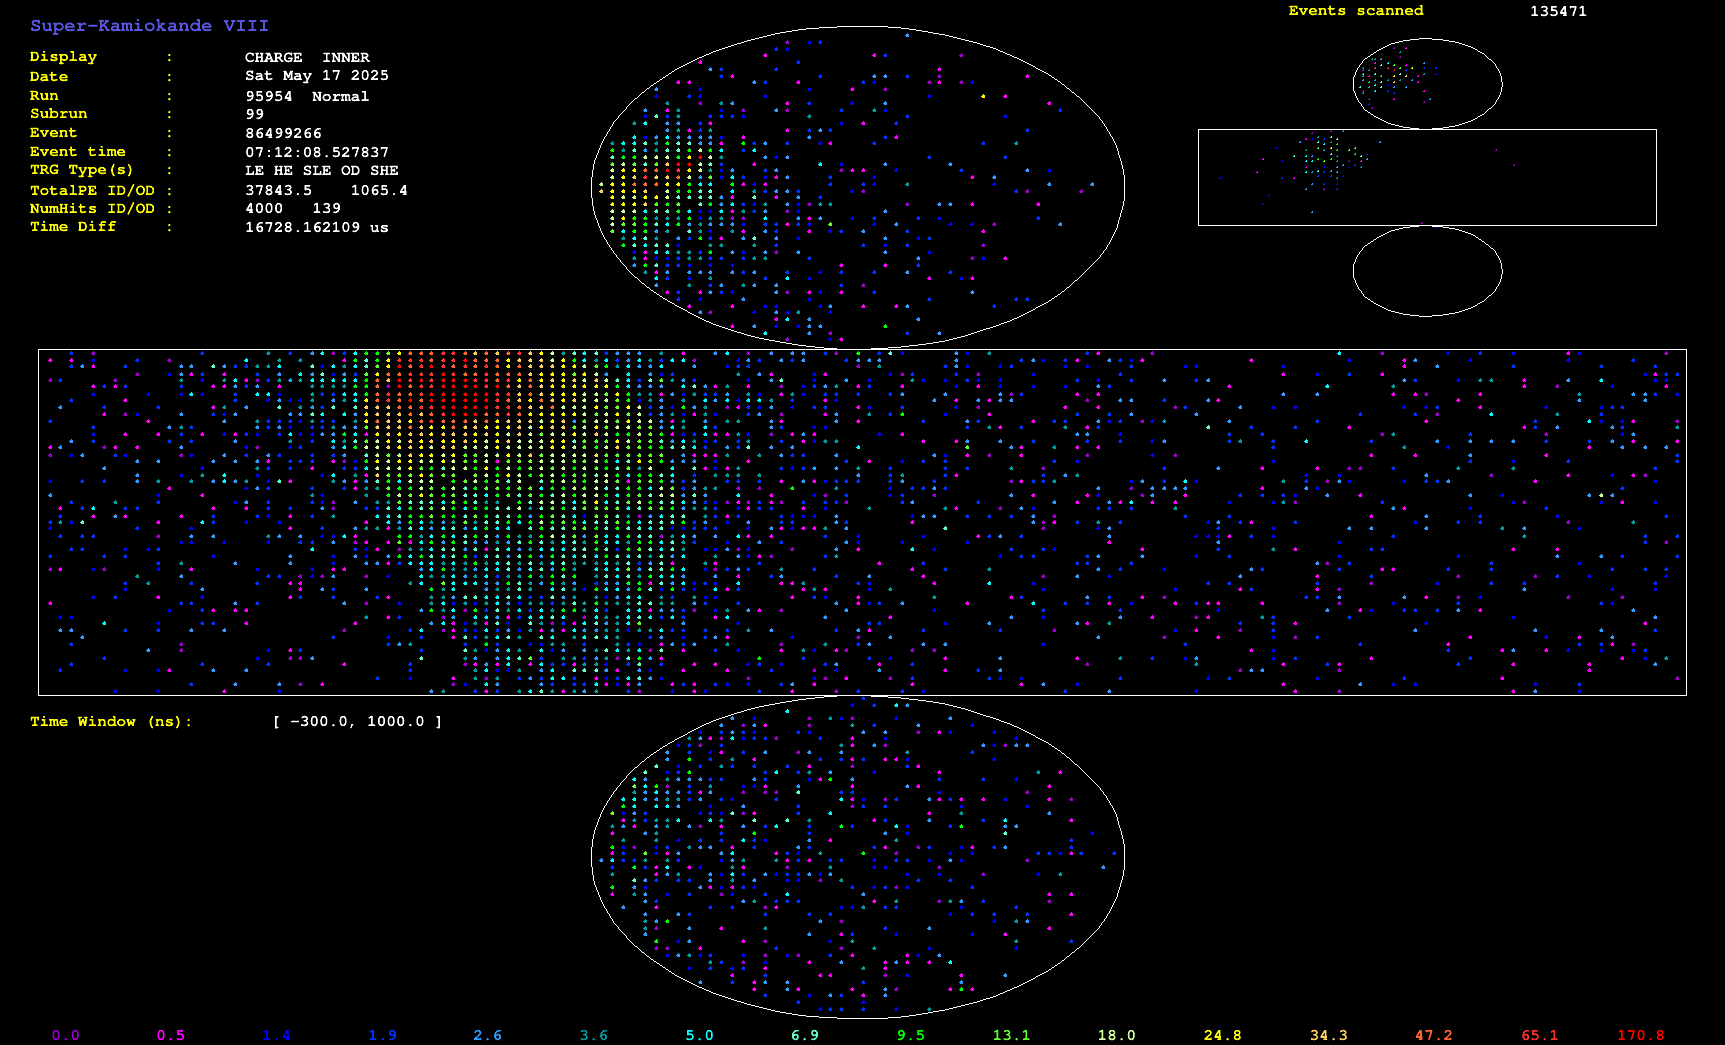 Super-Kamiokande VIII
Events scanned 135471
Display : CHARGE INNER
Date : Sat May 17 2025
Run : 95954 Normal
Subrun : 99
Event : 86499266
Event time : 07:12:08.527837
TRG Type(s) : LE HE SLE OD SHE
TotalPE ID/OD : 37843.5 1065.4
NumHits ID/OD : 4000 139
Time Diff : 16728.162109 us
Time Window (ns): [ -300.0, 1000.0 ]
0.0 0.5 1.4 1.9 2.6 3.6 5.0 6.9 9.5 13.1 18.0 24.8 34.3 47.2 65.1 170.8